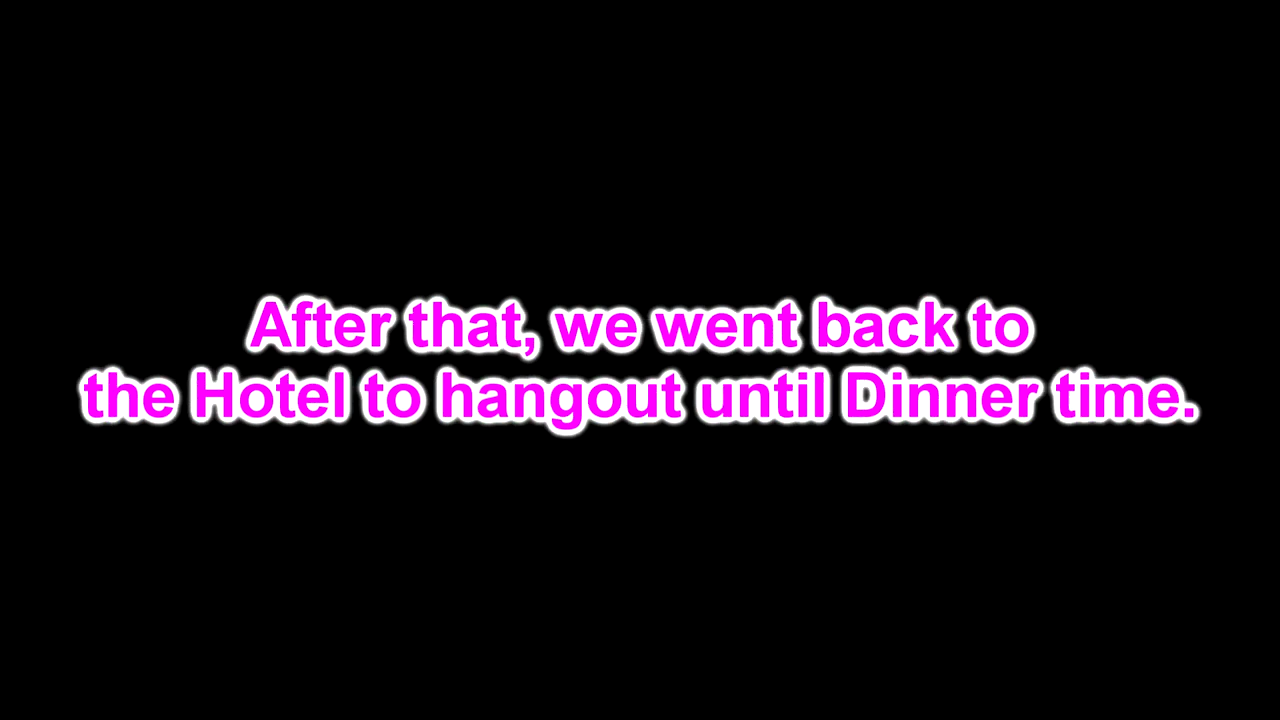 After that, we went back to
the Hotel to hangout until Dinner time.